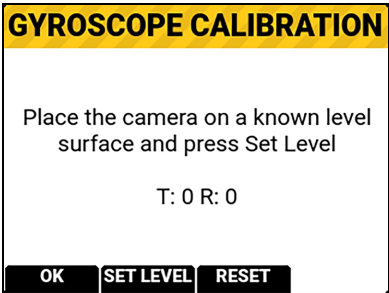 GYROSCOPE CALIBRATION
Place the camera on a known level
surface and press Set Level
T: 0 R: 0
OK SET LEVEL RESET